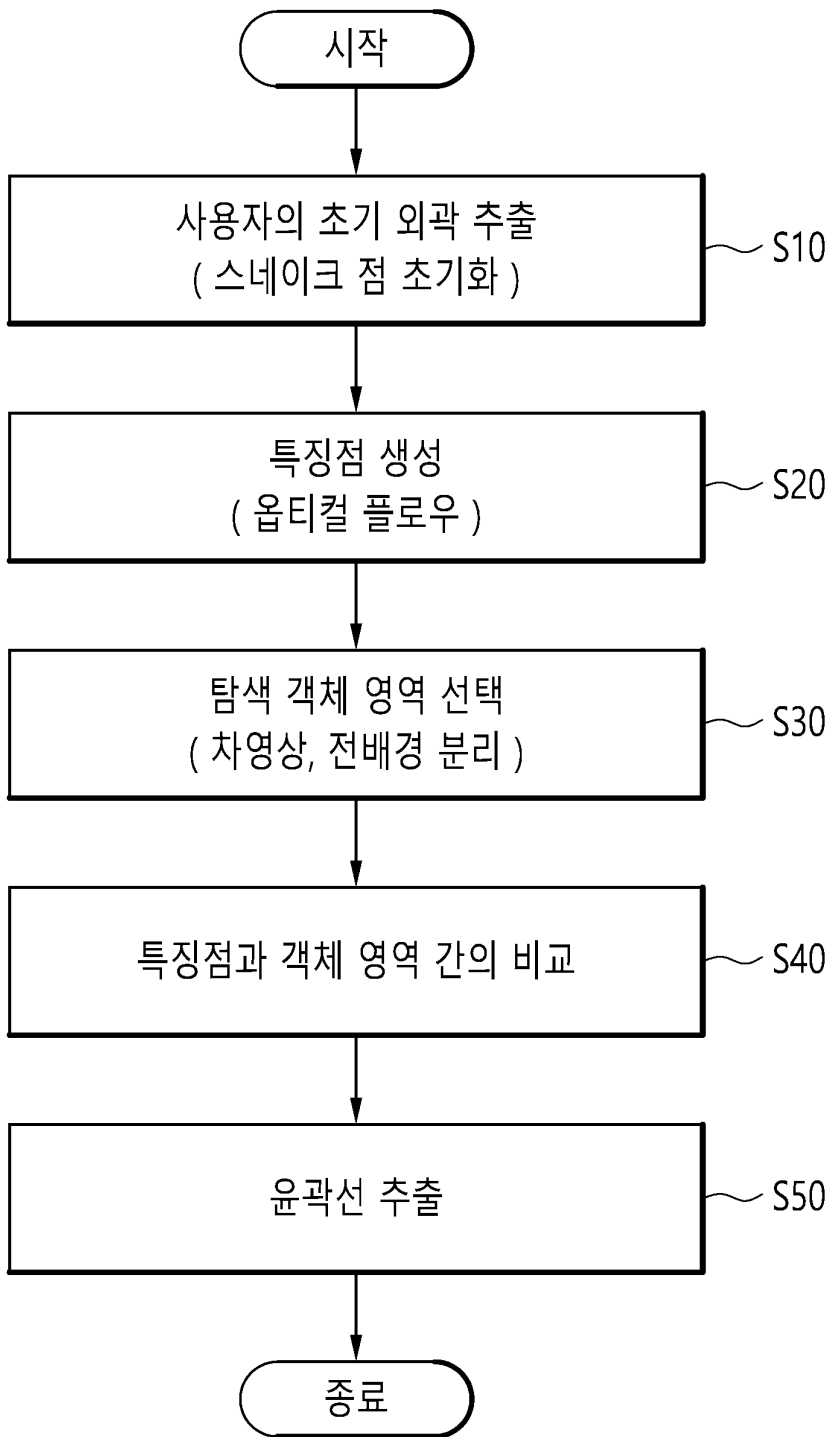 시작
사용자의 초기 외곽 추출
( 스네이크 점 초기화 )
S10
특징점 생성
( 옵티컬 플로우 )
S20
탐색 객체 영역 선택
( 차영상, 전배경 분리 )
S30
특징점과 객체 영역 간의 비교
S40
윤곽선 추출
S50
종료